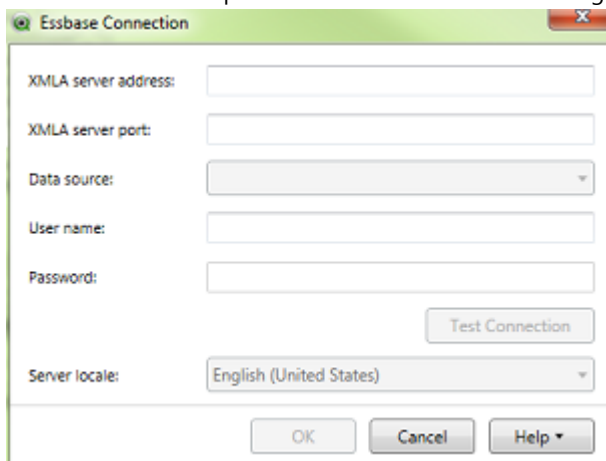 Essbase Connection
XMLA server address:
XMLA server port:
Data source:
User name:
Password:
Test Connection
Server locale: English (United States)
OK Cancel Help